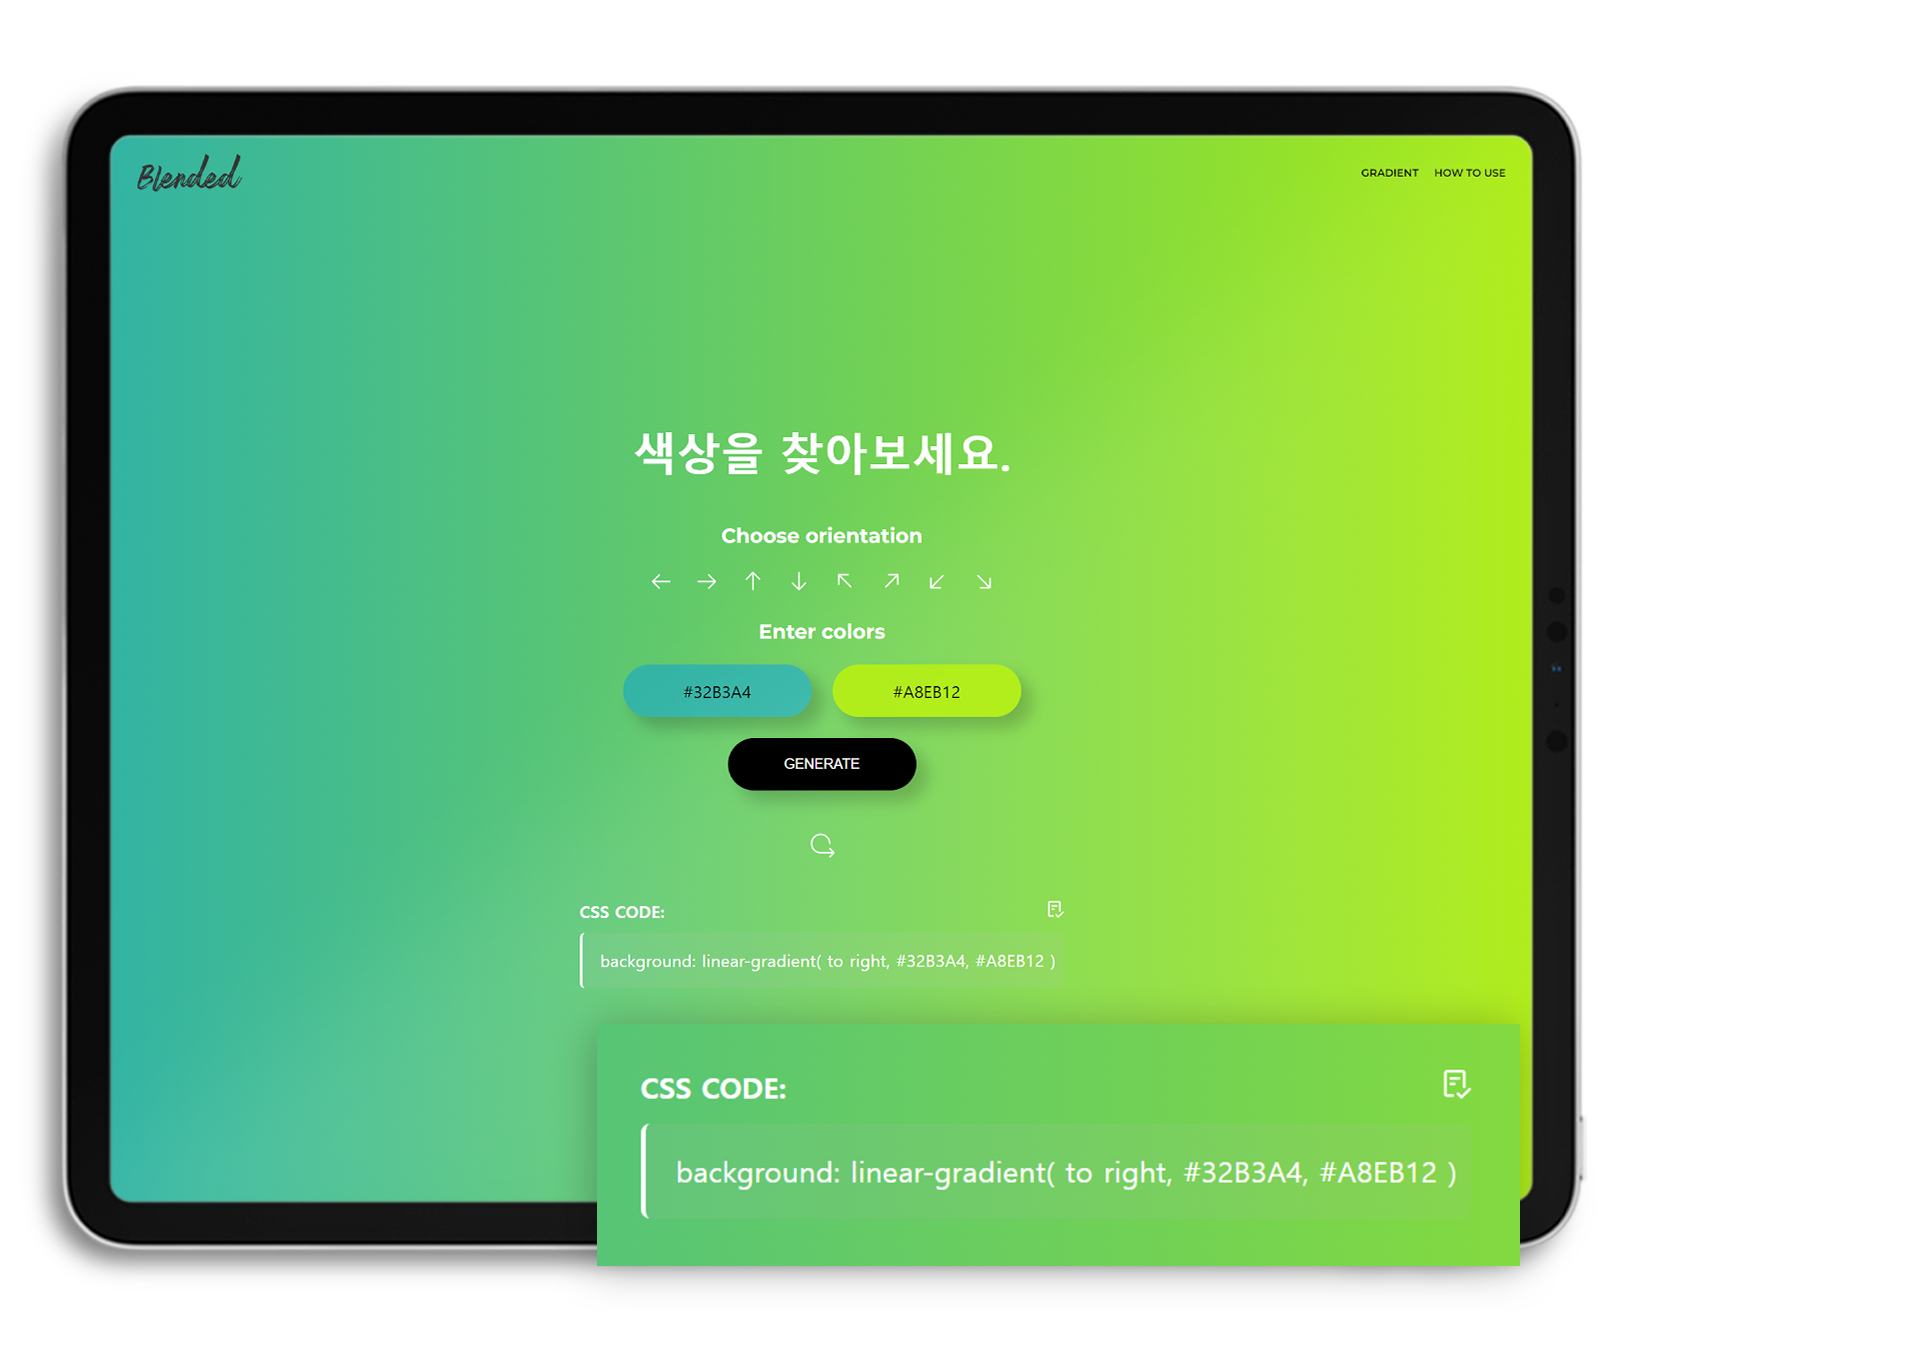 Blended
GRADIENT HOW TO USE
색상을 찾아보세요.
Choose orientation
Enter colors
#32B3A4 #A8EB12
GENERATE
CSS CODE:
background: linear-gradient( to right, #32B3A4, #A8EB12 )
CSS CODE:
background: linear-gradient( to right, #32B3A4, #A8EB12 )